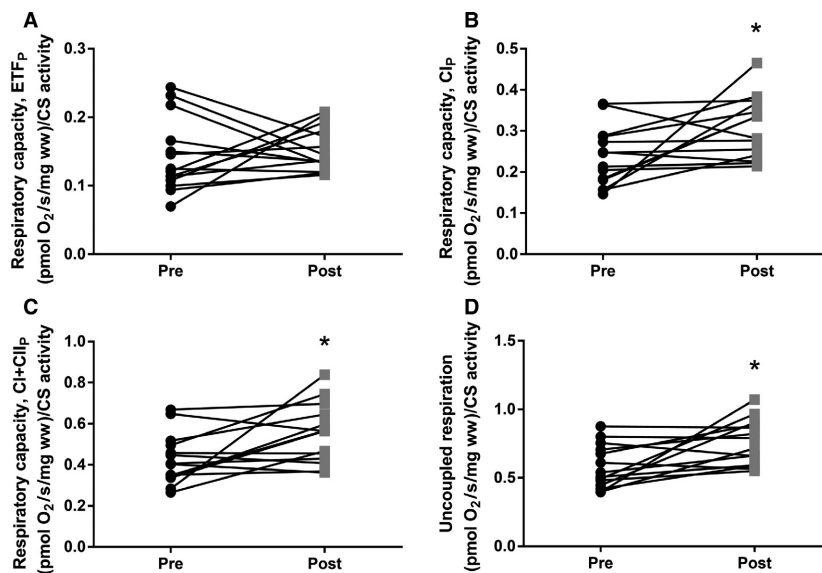 A
Respiratory capacity, ETFP
(pmol O2/s/mg ww)/CS activity
0.3
0.2
0.1
0.0
Pre
Post
B
*
Respiratory capacity, CIP
(pmol O2/s/mg ww)/CS activity
0.5
0.4
0.3
0.2
0.1
0.0
Pre
Post
C
*
Respiratory capacity, CI+CIIP
(pmol O2/s/mg ww)/CS activity
1.0
0.8
0.6
0.4
0.2
0.0
Pre
Post
D
*
Uncoupled respiration
(pmol O2/s/mg ww)/CS activity
1.5
1.0
0.5
0.0
Pre
Post